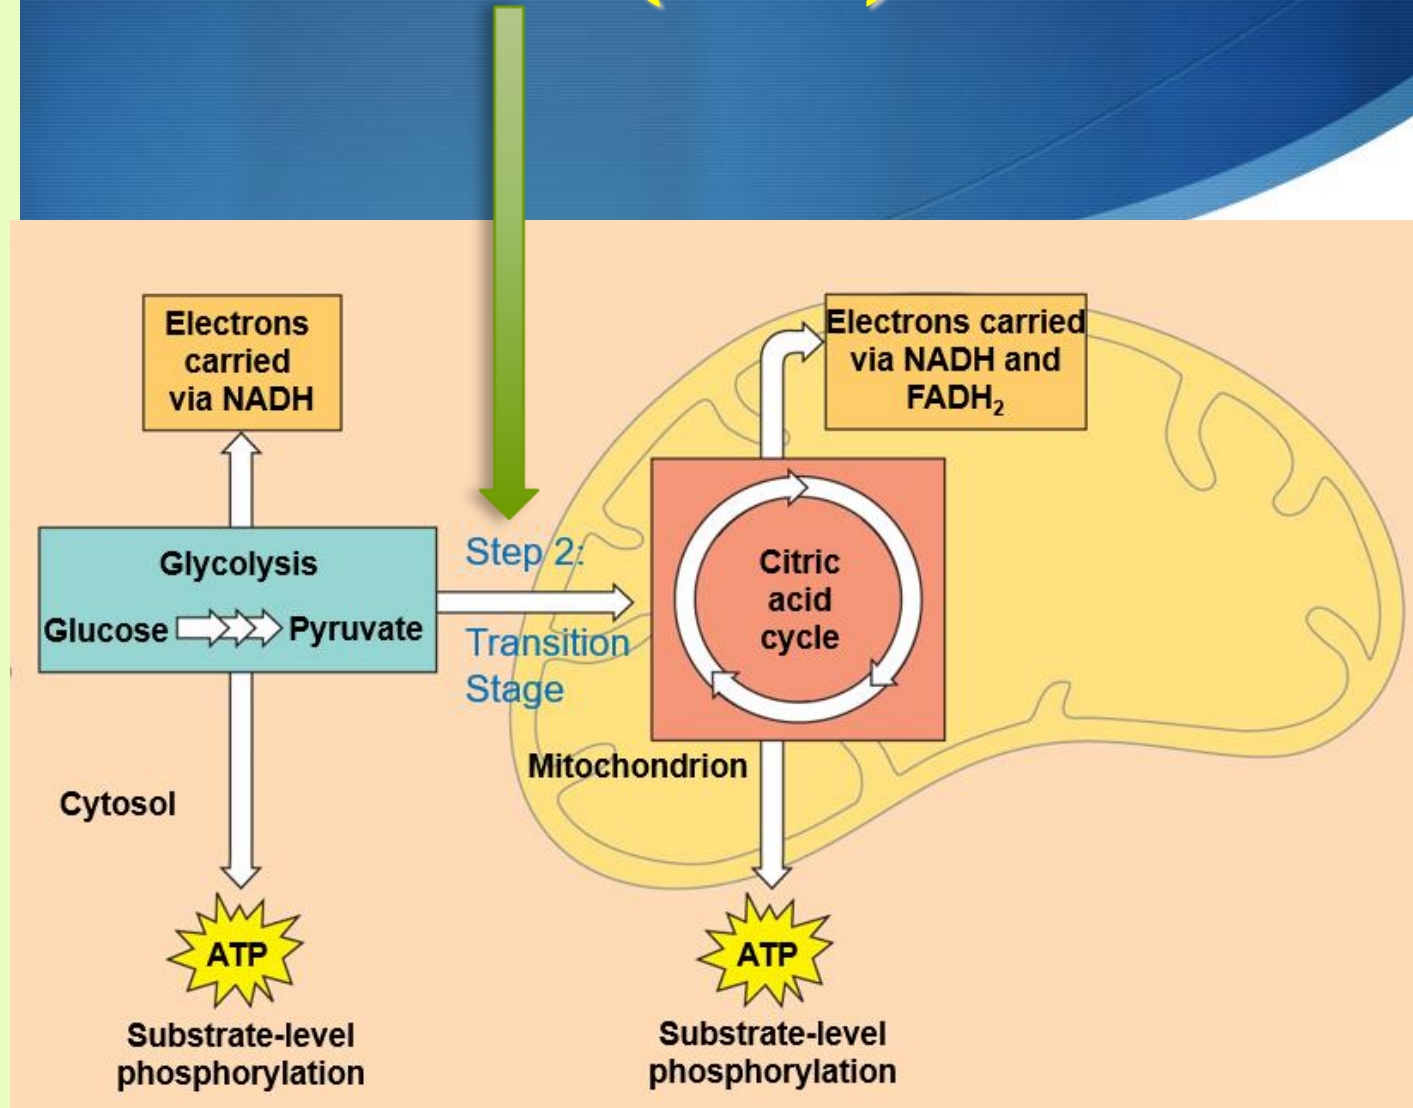 Electrons
carried
via NADH
Electrons carried
via NADH and
FADH₂
Glycolysis
Glucose Pyruvate
Step 2:
Transition
Stage
Citric
acid
cycle
Mitochondrion
Cytosol
ATP
Substrate-level
phosphorylation
ATP
Substrate-level
phosphorylation